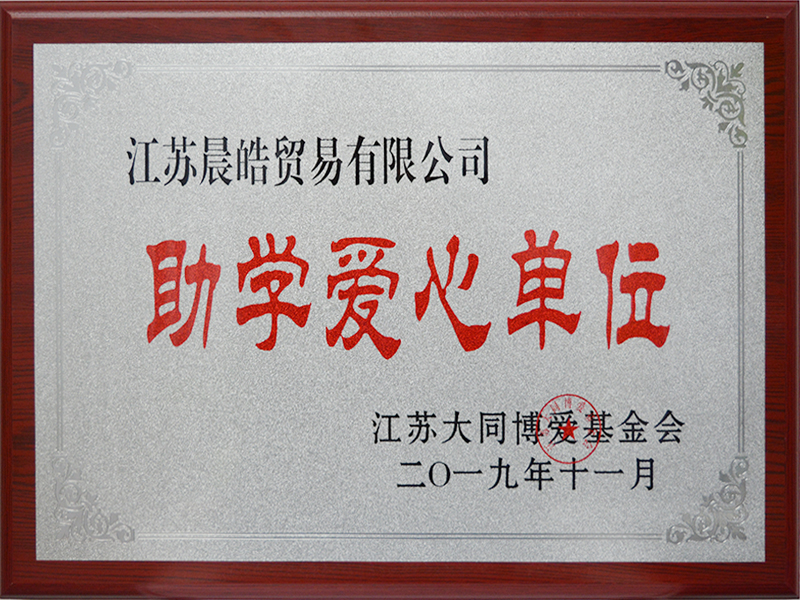 江苏晨皓贸易有限公司
助学爱心单位
江苏大同博爱基金会
二〇一九年十一月